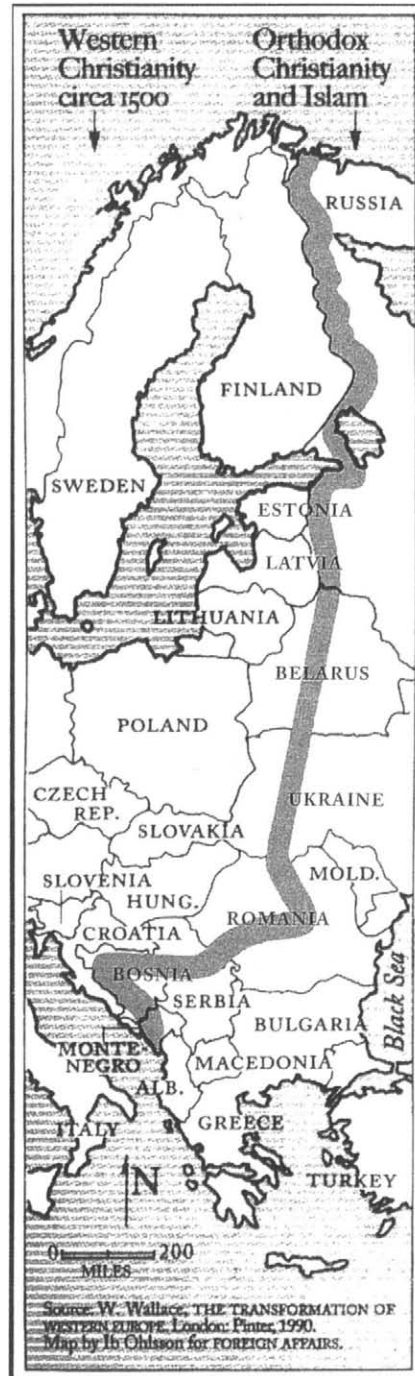 Western
Christianity
circa 1500
Orthodox
Christianity
and Islam
RUSSIA
FINLAND
SWEDEN
ESTONIA
LATVIA
LITHUANIA
BELARUS
POLAND
UKRAINE
CZECH
REP.
SLOVAKIA
MOLD.
SLOVENIA
HUNG.
ROMANIA
CROATIA
BOSNIA
SERBIA
BULGARIA
Black Sea
MONTE-
NEGRO
MACEDONIA
ALB.
ITALY
GREECE
TURKEY
N
0 200
MILES
Source: W. Wallace, THE TRANSFORMATION OF
WESTERN EUROPE. London: Pinter, 1990.
Map by Ib Ohlsson for FOREIGN AFFAIRS.